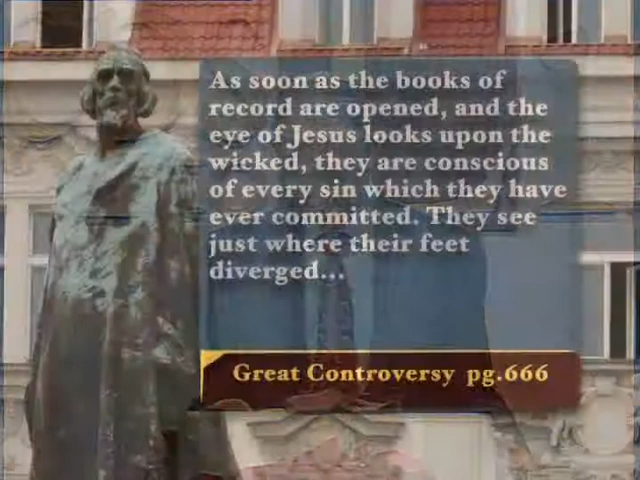 As soon as the books of
record are opened, and the
eye of Jesus looks upon the
wicked, they are conscious
of every sin which they have
ever committed. They see
just where their feet
diverged...
Great Controversy pg.666